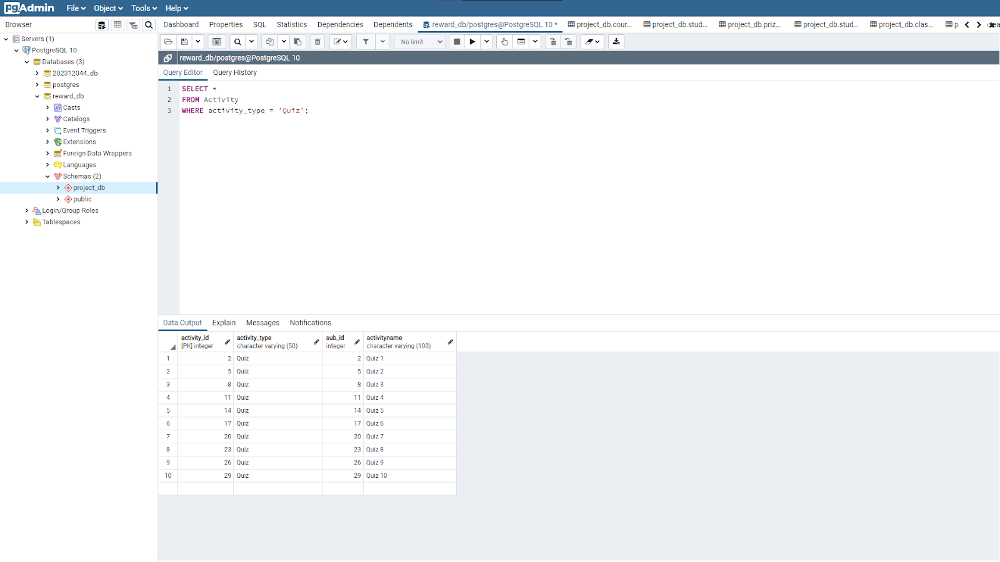 pgAdmin File Object Tools Help
Browser
Dashboard Properties SQL Statistics Dependencies Dependents reward_db/postgres@PostgreSQL 10 * project_db.cour... project_db.stud... project_db.priz... project_db.stud... project_db.clas... p
Servers (1)
PostgreSQL 10
Databases (3)
202312044_db
postgres
reward_db
Casts
Catalogs
Event Triggers
Extensions
Foreign Data Wrappers
Languages
Schemas (2)
project_db
public
Login/Group Roles
Tablespaces
No limit
reward_db/postgres@PostgreSQL 10
Query Editor Query History
1 SELECT *
2 FROM Activity
3 WHERE activity_type = 'Quiz';
Data Output Explain Messages Notifications
activity_id activity_type sub_id activityname
[PK] integer character varying (50) integer character varying (100)
1 2 Quiz 2 Quiz 1
2 5 Quiz 5 Quiz 2
3 8 Quiz 8 Quiz 3
4 11 Quiz 11 Quiz 4
5 14 Quiz 14 Quiz 5
6 17 Quiz 17 Quiz 6
7 20 Quiz 20 Quiz 7
8 23 Quiz 23 Quiz 8
9 26 Quiz 26 Quiz 9
10 29 Quiz 29 Quiz 10